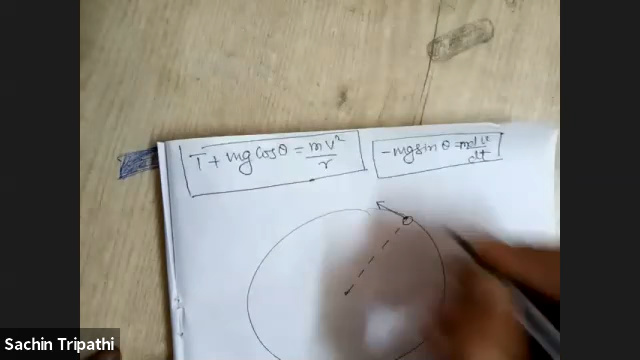 T + mg cosθ = mv²/r
-mg sinθ = m dv/dt
Sachin Tripathi